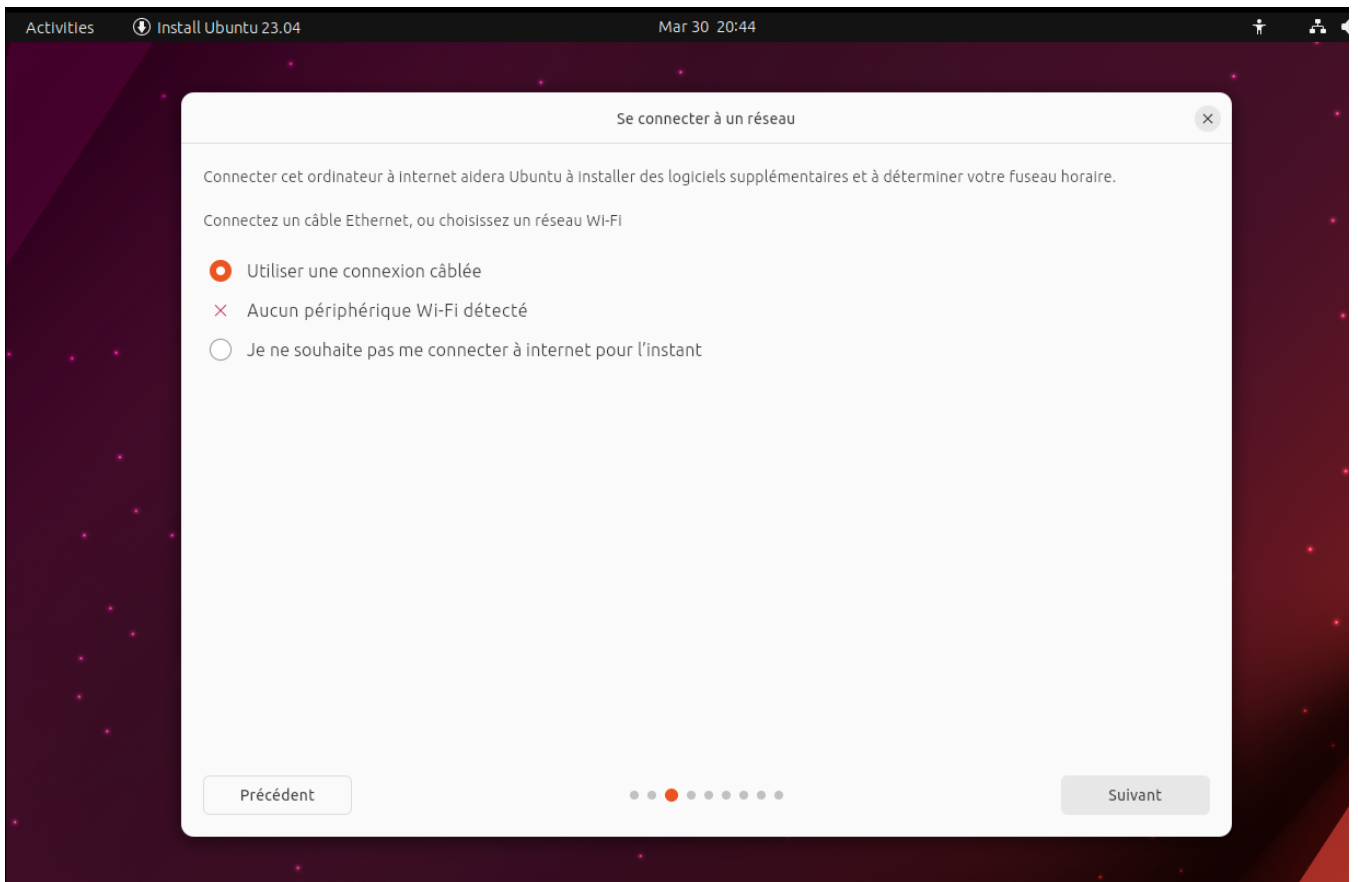 Activities
Install Ubuntu 23.04
Mar 30 20:44
Se connecter à un réseau
Connecter cet ordinateur à internet aidera Ubuntu à installer des logiciels supplémentaires et à déterminer votre fuseau horaire.
Connectez un câble Ethernet, ou choisissez un réseau Wi-Fi
Utiliser une connexion câblée
Aucun périphérique Wi-Fi détecté
Je ne souhaite pas me connecter à internet pour l’instant
Précédent
Suivant